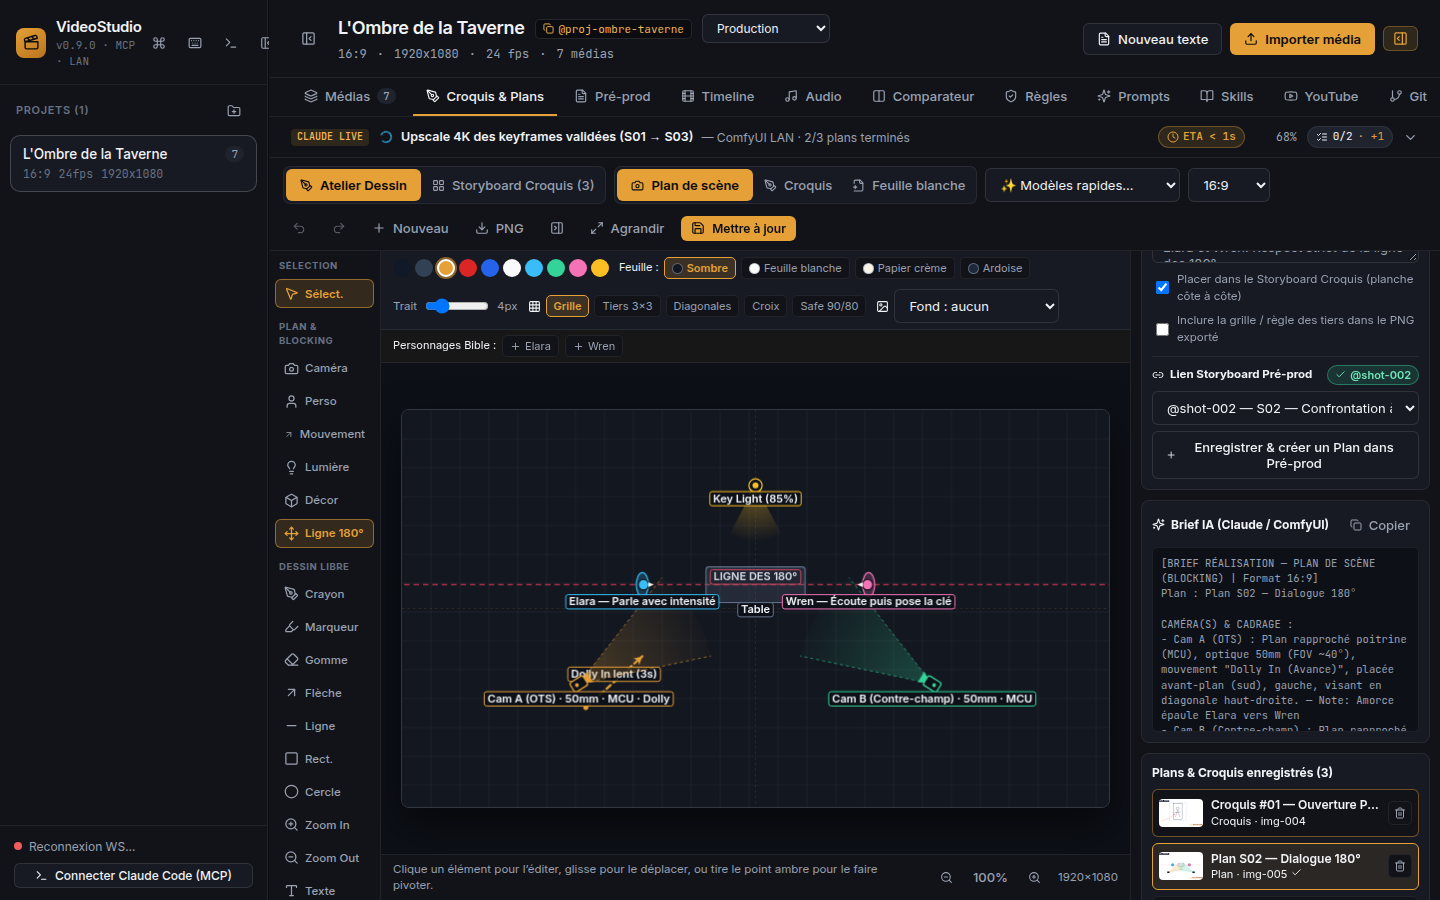 VideoStudio
v0.9.0 · MCP
· LAN
PROJETS (1)
L'Ombre de la Taverne
7
16:9 24fps 1920x1080
Reconnexion WS...
Connecter Claude Code (MCP)
L'Ombre de la Taverne
@proj-ombre-taverne
Production
16:9 · 1920x1080 · 24 fps · 7 médias
Nouveau texte
Importer média
Médias 7
Croquis & Plans
Pré-prod
Timeline
Audio
Comparateur
Règles
Prompts
Skills
YouTube
Git
CLAUDE LIVE
Upscale 4K des keyframes validées (S01 → S03)
— ComfyUI LAN · 2/3 plans terminés
ETA < 1s
68%
0/2 · +1
Atelier Dessin
Storyboard Croquis (3)
Plan de scène
Croquis
Feuille blanche
✨ Modèles rapides...
16:9
Nouveau
PNG
Agrandir
Mettre à jour
SÉLECTION
Sélect.
PLAN &
BLOCKING
Caméra
Perso
Mouvement
Lumière
Décor
Ligne 180°
DESSIN LIBRE
Crayon
Marqueur
Gomme
Flèche
Ligne
Rect.
Cercle
Zoom In
Zoom Out
Texte
Feuille :
Sombre
Feuille blanche
Papier crème
Ardoise
Trait
4px
Grille
Tiers 3×3
Diagonales
Croix
Safe 90/80
Fond : aucun
Personnages Bible :
Elara
Wren
Key Light (85%)
LIGNE DES 180°
Elara — Parle avec intensité
Wren — Écoute puis pose la clé
Table
Dolly In lent (3s)
Cam A (OTS) · 50mm · MCU · Dolly
Cam B (Contre-champ) · 50mm · MCU
Clique un élément pour l'éditer, glisse pour le déplacer, ou tire le point ambre pour le faire
pivoter.
100%
1920×1080
Placer dans le Storyboard Croquis (planche
côte à côte)
Inclure la grille / règle des tiers dans le PNG
exporté
Lien Storyboard Pré-prod
@shot-002
@shot-002 — S02 — Confrontation
Enregistrer & créer un Plan dans
Pré-prod
Brief IA (Claude / ComfyUI)
Copier
[BRIEF RÉALISATION — PLAN DE SCÈNE
(BLOCKING) | Format 16:9]
Plan : Plan S02 — Dialogue 180°
CAMÉRA(S) & CADRAGE :
- Cam A (OTS) : Plan rapproché poitrine
(MCU), optique 50mm (FOV ~40°),
mouvement "Dolly In (Avance)", placée
avant-plan (sud), gauche, visant en
diagonale haut-droite. — Note: Amorce
épaule Elara vers Wren
- Cam B (Contre-champ) : Plan rapproché
Plans & Croquis enregistrés (3)
Croquis #01 — Ouverture P...
Croquis · img-004
Plan S02 — Dialogue 180°
Plan · img-005